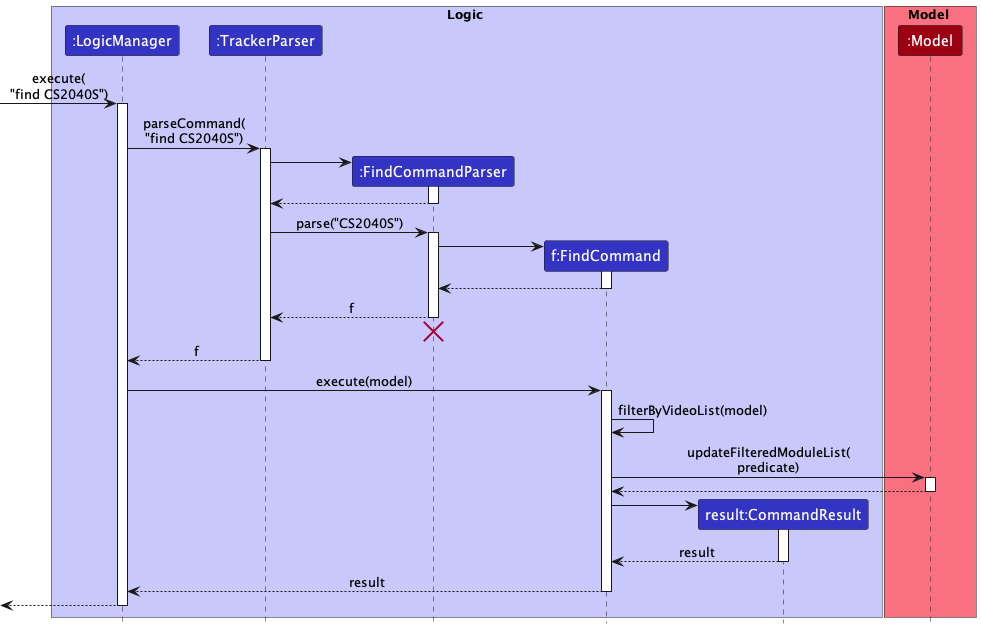 Logic
Model
:LogicManager
:TrackerParser
:Model
execute(
"find CS2040S")
parseCommand(
"find CS2040S")
:FindCommandParser
parse("CS2040S")
f:FindCommand
f
f
execute(model)
filterByVideoList(model)
updateFilteredModuleList(
predicate)
result:CommandResult
result
result